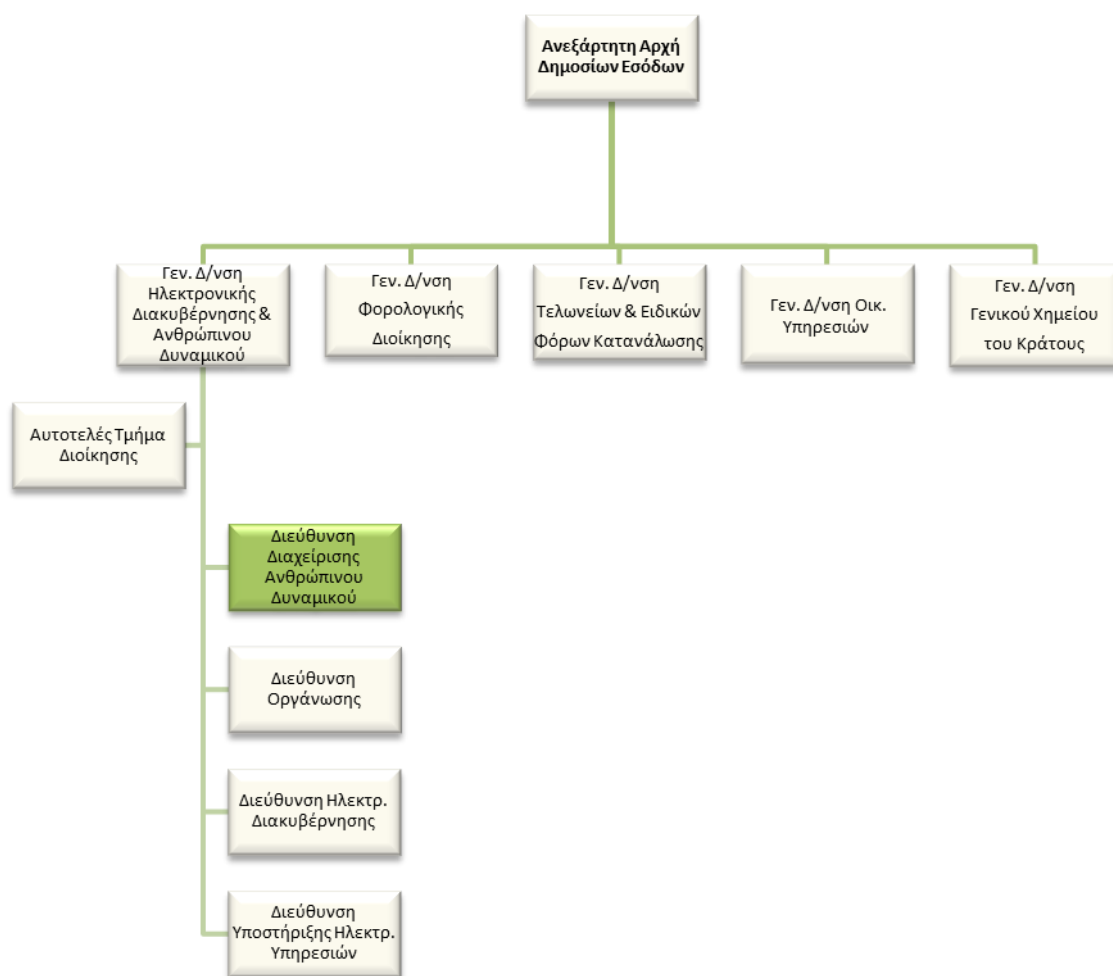 Ανεξάρτητη Αρχή
Δημοσίων Εσόδων
Γεν. Δ/νση
Ηλεκτρονικής
Διακυβέρνησης &
Ανθρώπινου
Δυναμικού
Γεν. Δ/νση
Φορολογικής
Διοίκησης
Γεν. Δ/νση
Τελωνείων & Ειδικών
Φόρων Κατανάλωσης
Γεν. Δ/νση Οικ.
Υπηρεσιών
Γεν. Δ/νση
Γενικού Χημείου
του Κράτους
Αυτοτελές Τμήμα
Διοίκησης
Διεύθυνση
Διαχείρισης
Ανθρώπινου
Δυναμικού
Διεύθυνση
Οργάνωσης
Διεύθυνση Ηλεκτρ.
Διακυβέρνησης
Διεύθυνση
Υποστήριξης Ηλεκτρ.
Υπηρεσιών